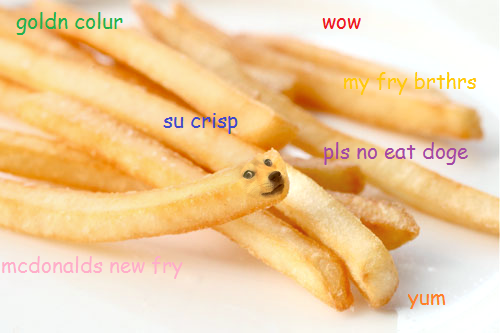 goldn colur
wow
my fry brthrs
su crisp
pls no eat doge
mcdonalds new fry
yum